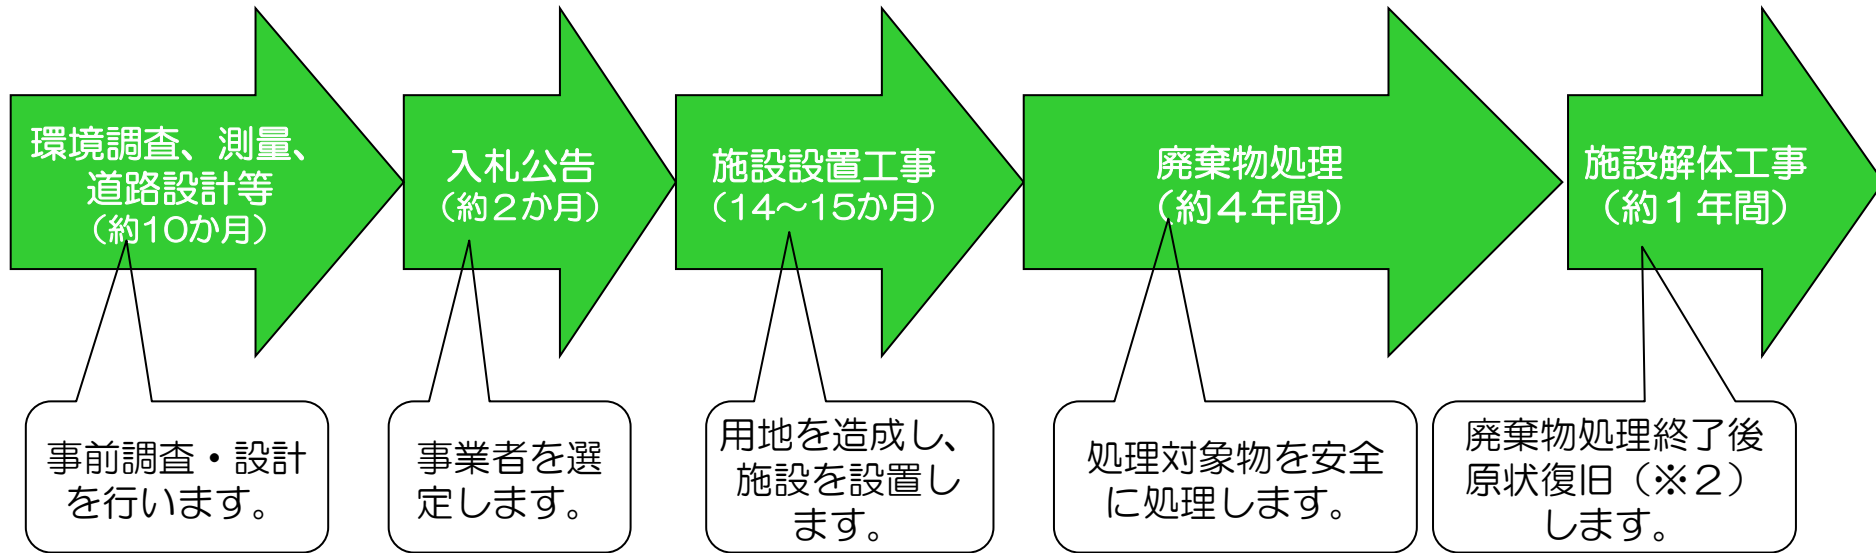 環境調査、測量、
道路設計等
（約10か月）
入札公告
（約２か月）
施設設置工事
（14～15か月）
廃棄物処理
（約４年間）
施設解体工事
（約１年間）
事前調査・設計
を行います。
事業者を選
定します。
用地を造成し、
施設を設置し
ます。
処理対象物を安全
に処理します。
廃棄物処理終了後
原状復旧（※２）
します。